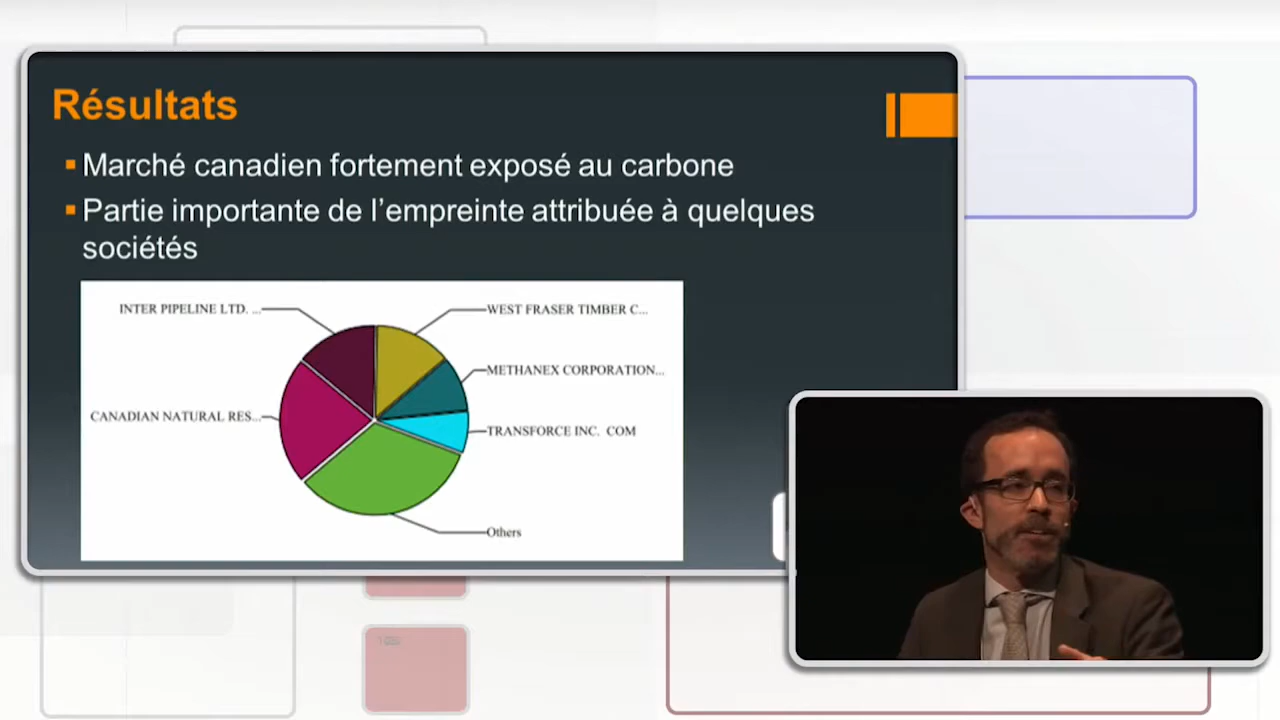 Résultats
Marché canadien fortement exposé au carbone
Partie importante de l'empreinte attribuée à quelques
sociétés
INTER PIPELINE LTD. ...
WEST FRASER TIMBER C...
METHANEX CORPORATION...
CANADIAN NATURAL RES...
TRANSFORCE INC. COM
Others